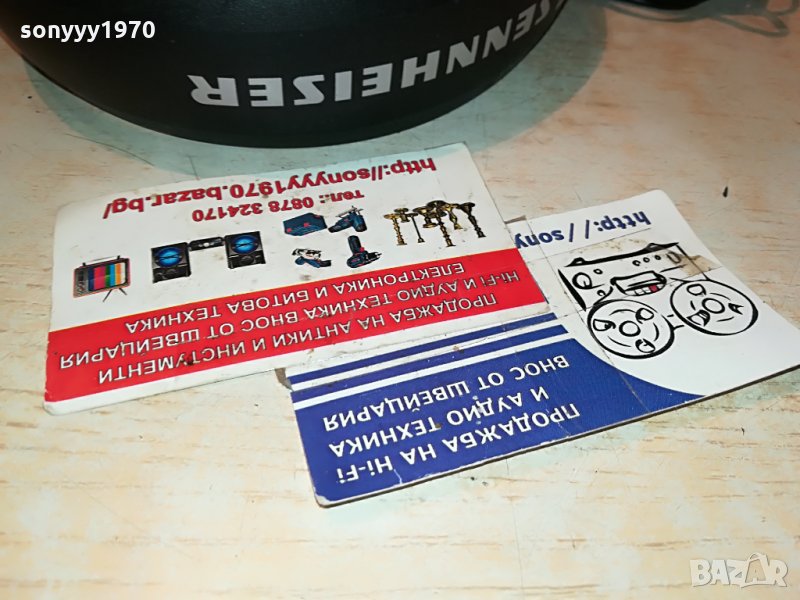 sonyyy1970
SENNHEISER
http://sonyyy1970.bazar.bg/
тел.: 0878 324170
ПРОДАЖБА НА АНТИКИ И ИНСТУМЕНТИ
Hi-Fi И АУДИО ТЕХНИКА ВНОС ОТ ШВЕЙЦАРИЯ
ЕЛЕКТРОНИКА И БИТОВА ТЕХНИКА
http://sony
ПРОДАЖБА НА Hi-Fi
И АУДИО ТЕХНИКА
ВНОС ОТ ШВЕЙЦАРИЯ
BAZAR